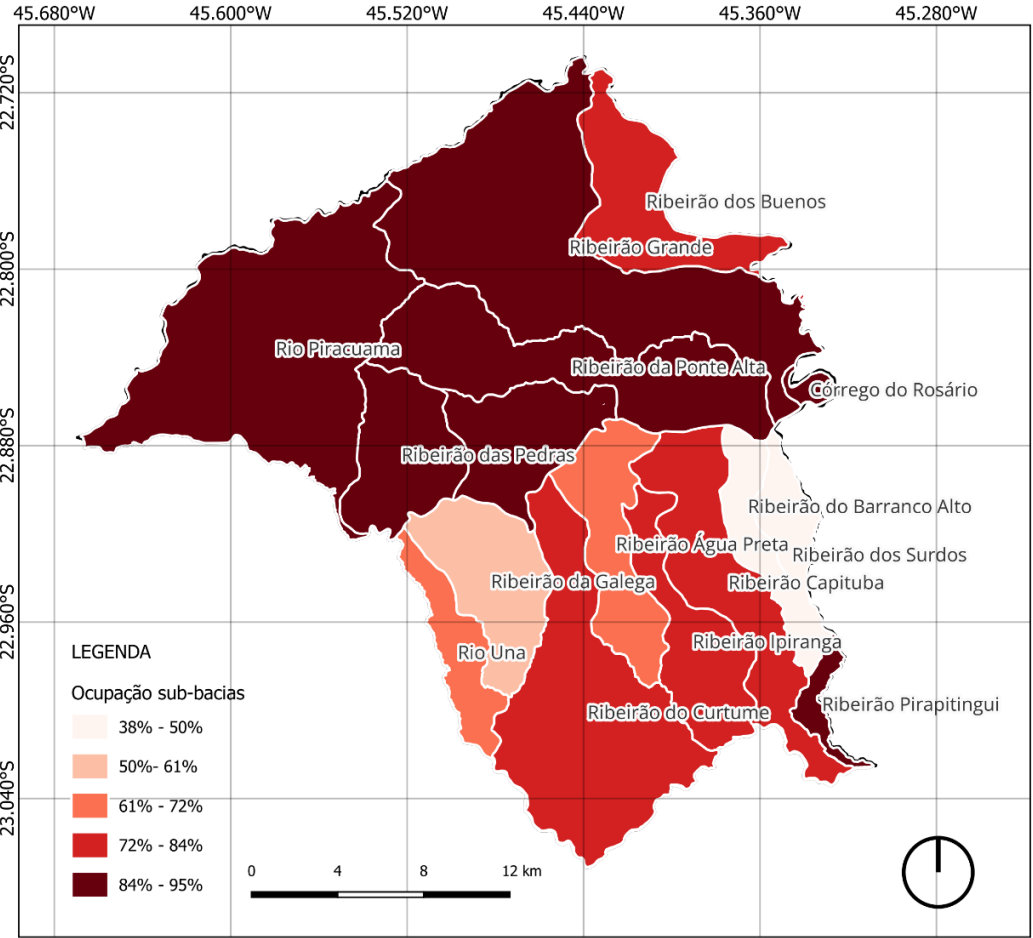 45.680°W 45.600°W 45.520°W 45.440°W 45.360°W 45.280°W
22.720°S
22.800°S
22.880°S
22.960°S
23.040°S
Ribeirão dos Buenos
Ribeirão Grande
Rio Piracuama
Ribeirão da Ponte Alta
Córrego do Rosário
Ribeirão das Pedras
Ribeirão do Barranco Alto
Ribeirão Água Preta
Ribeirão dos Surdos
Ribeirão da Galega
Ribeirão Capituba
Ribeirão Ipiranga
Rio Una
Ribeirão Pirapitingui
Ribeirão do Curtume
LEGENDA
Ocupação sub-bacias
38% - 50%
50%- 61%
61% - 72%
72% - 84%
84% - 95%
0 4 8 12 km